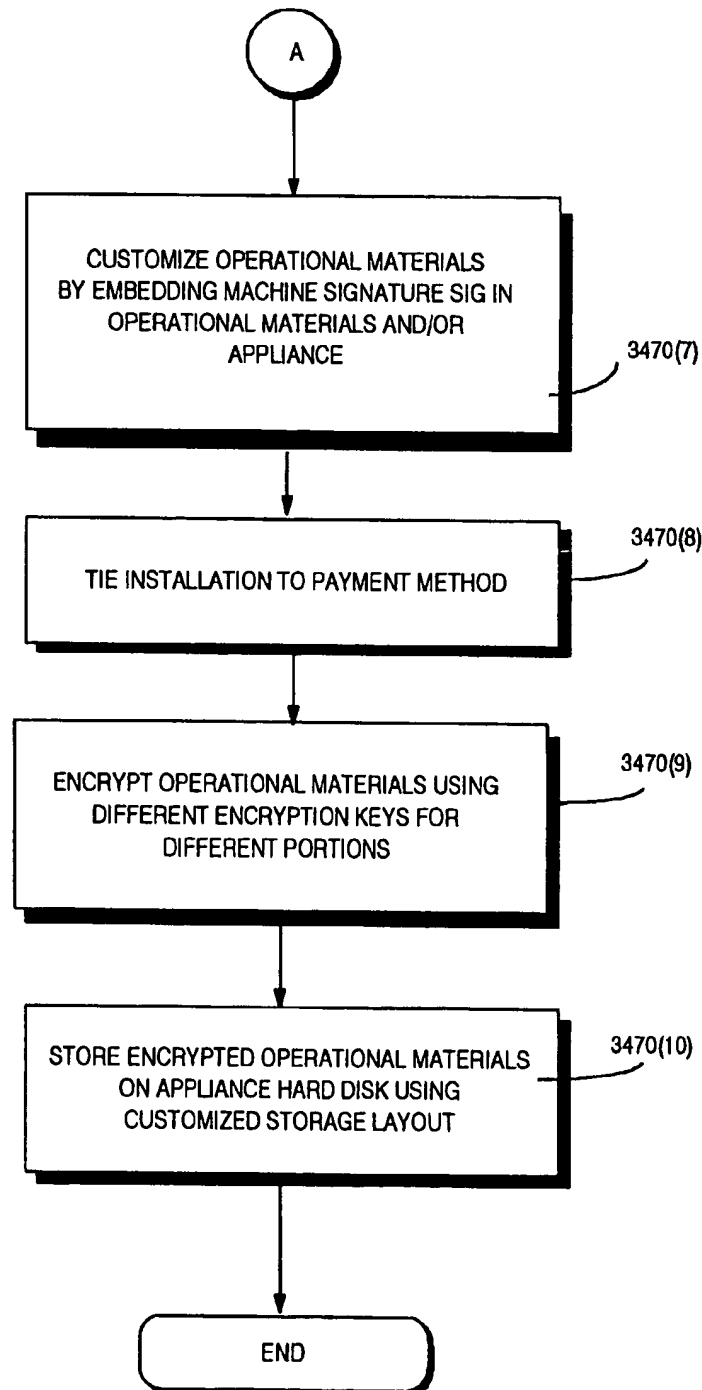 A
CUSTOMIZE OPERATIONAL MATERIALS
BY EMBEDDING MACHINE SIGNATURE SIG IN
OPERATIONAL MATERIALS AND/OR
APPLIANCE
3470(7)
TIE INSTALLATION TO PAYMENT METHOD
3470(8)
ENCRYPT OPERATIONAL MATERIALS USING
DIFFERENT ENCRYPTION KEYS FOR
DIFFERENT PORTIONS
3470(9)
STORE ENCRYPTED OPERATIONAL MATERIALS
ON APPLIANCE HARD DISK USING
CUSTOMIZED STORAGE LAYOUT
3470(10)
END